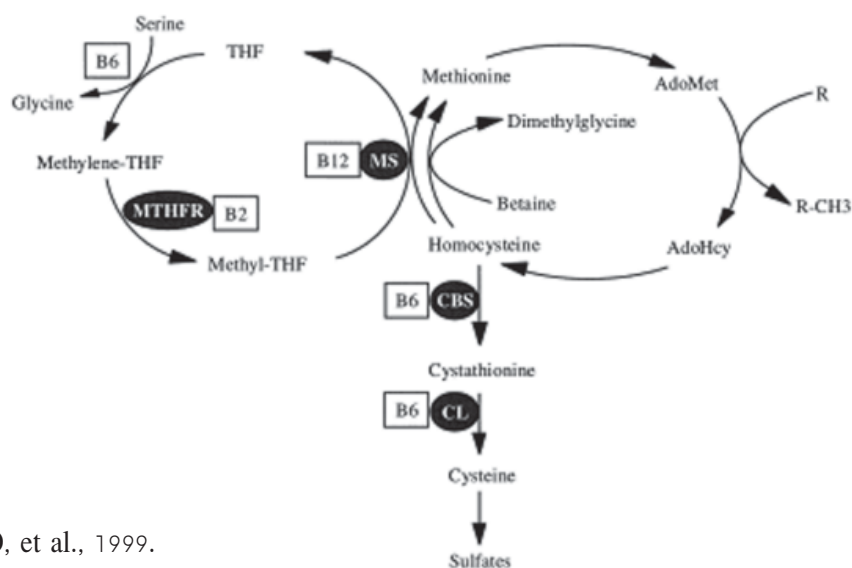 Serine
B6
THF
Glycine
Methylene-THF
MTHFR B2
Methyl-THF
B12 MS
Methionine
AdoMet
R
Dimethylglycine
Betaine
R-CH3
Homocysteine
AdoHcy
B6 CBS
Cystathionine
B6 CL
Cysteine
Sulfates
, et al., 1999.